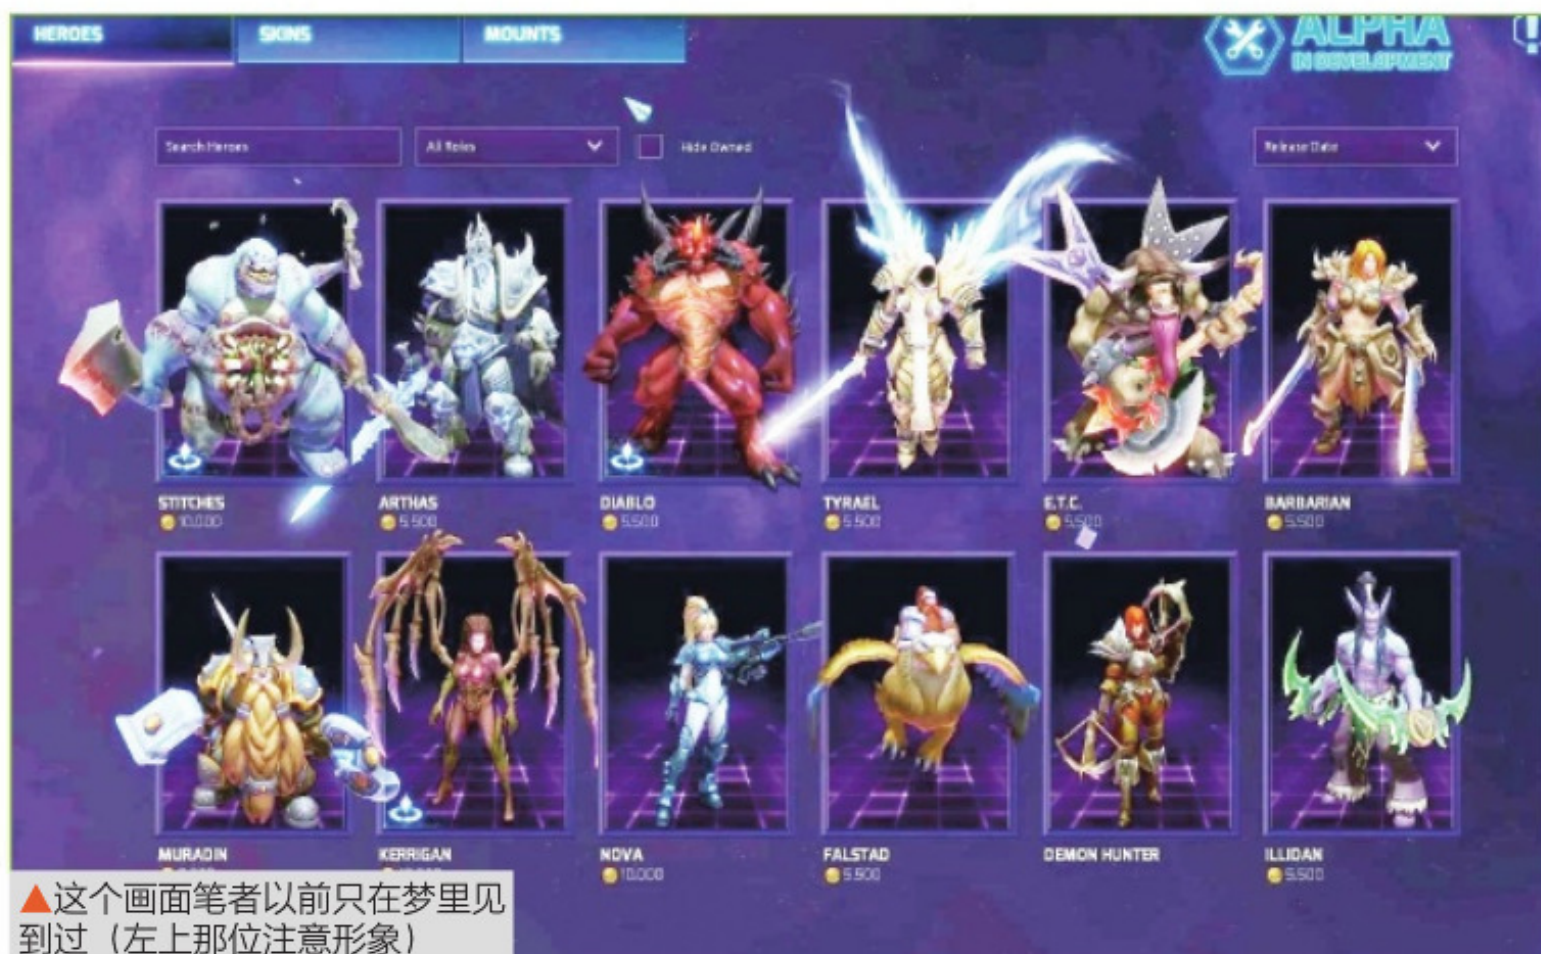 HEROES
SKINS
MOUNTS
ALPHA
IN DEVELOPMENT
Search Heroes
All Roles
Hide Owned
Release Date
STITCHES
10,000
ARTHAS
5,500
DIABLO
5,500
TYRAEL
5,500
E.T.C.
5,500
BARBARIAN
5,500
MURADIN
KERRIGAN
NOVA
10,000
FALSTAD
5,500
DEMON HUNTER
ILLIDAN
5,500
▲这个画面笔者以前只在梦里见
到过（左上那位注意形象）